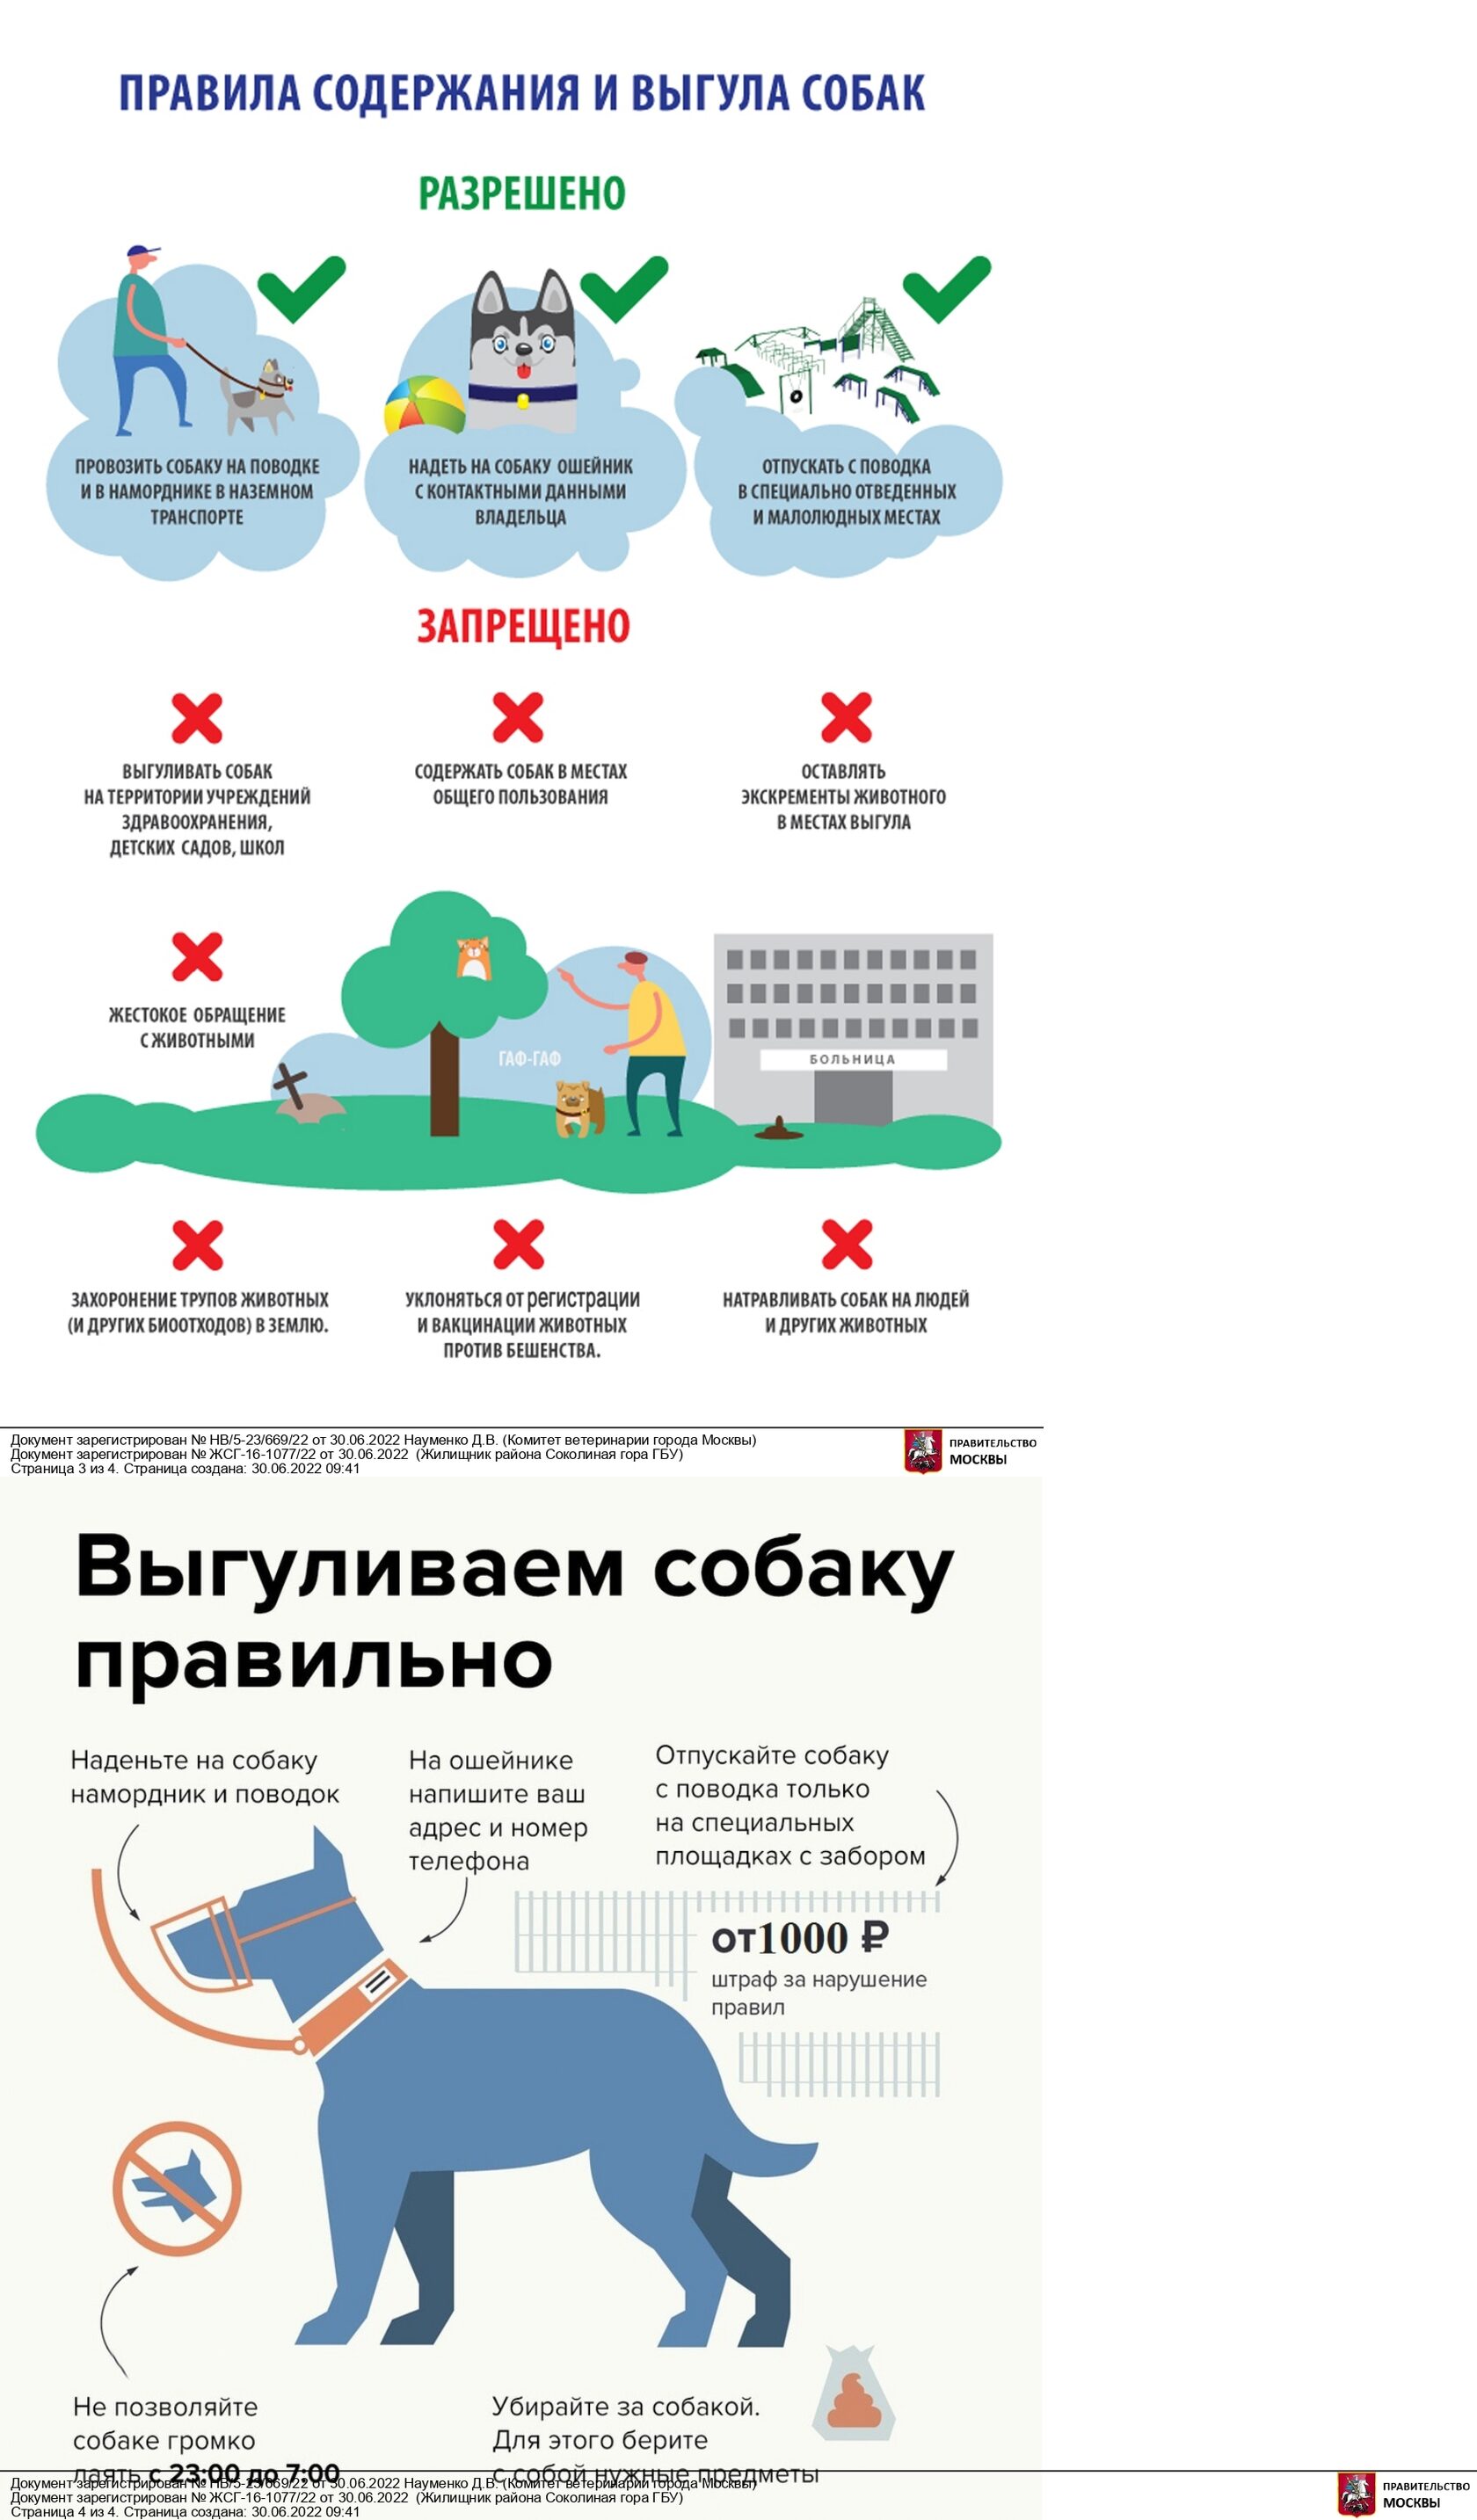 ПРАВИЛА СОДЕРЖАНИЯ И ВЫГУЛА СОБАК
РАЗРЕШЕНО
ПРОВОЗИТЬ СОБАКУ НА ПОВОДКЕ
И В НАМОРДНИКЕ В НАЗЕМНОМ
ТРАНСПОРТЕ
НАДЕТЬ НА СОБАКУ ОШЕЙНИК
С КОНТАКТНЫМИ ДАННЫМИ
ВЛАДЕЛЬЦА
ОТПУСКАТЬ С ПОВОДКА
В СПЕЦИАЛЬНО ОТВЕДЕННЫХ
И МАЛОЛЮДНЫХ МЕСТАХ
ЗАПРЕЩЕНО
ВЫГУЛИВАТЬ СОБАК
НА ТЕРРИТОРИИ УЧРЕЖДЕНИЙ
ЗДРАВООХРАНЕНИЯ,
ДЕТСКИХ САДОВ, ШКОЛ
СОДЕРЖАТЬ СОБАК В МЕСТАХ
ОБЩЕГО ПОЛЬЗОВАНИЯ
ОСТАВЛЯТЬ
ЭКСКРЕМЕНТЫ ЖИВОТНОГО
В МЕСТАХ ВЫГУЛА
ЖЕСТОКОЕ ОБРАЩЕНИЕ
С ЖИВОТНЫМИ
ГАФ-ГАФ
БОЛЬНИЦА
ЗАХОРОНЕНИЕ ТРУПОВ ЖИВОТНЫХ
(И ДРУГИХ БИООТХОДОВ) В ЗЕМЛЮ.
УКЛОНЯТЬСЯ ОТ регистрации
И ВАКЦИНАЦИИ ЖИВОТНЫХ
ПРОТИВ БЕШЕНСТВА.
НАТРАВЛИВАТЬ СОБАК НА ЛЮДЕЙ
И ДРУГИХ ЖИВОТНЫХ
Документ зарегистрирован № НВ/5-23/669/22 от 30.06.2022 Науменко Д.В. (Комитет ветеринарии города Москвы)
Документ зарегистрирован № ЖСГ-16-1077/22 от 30.06.2022 (Жилищник района Соколиная гора ГБУ)
Страница 3 из 4. Страница создана: 30.06.2022 09:41
ПРАВИТЕЛЬСТВО
МОСКВЫ
Выгуливаем собаку
правильно
Наденьте на собаку
намордник и поводок
На ошейнике
напишите ваш
адрес и номер
телефона
Отпускайте собаку
с поводка только
на специальных
площадках с забором
от1000 ₽
штраф за нарушение
правил
Не позволяйте
собаке громко
лаять с 23:00 до 7:00
Убирайте за собакой.
Для этого берите
с собой нужные предметы
Документ зарегистрирован № НВ/5-23/669/22 от 30.06.2022 Науменко Д.В. (Комитет ветеринарии города Москвы)
Документ зарегистрирован № ЖСГ-16-1077/22 от 30.06.2022 (Жилищник района Соколиная гора ГБУ)
Страница 4 из 4. Страница создана: 30.06.2022 09:41
ПРАВИТЕЛЬСТВО
МОСКВЫ